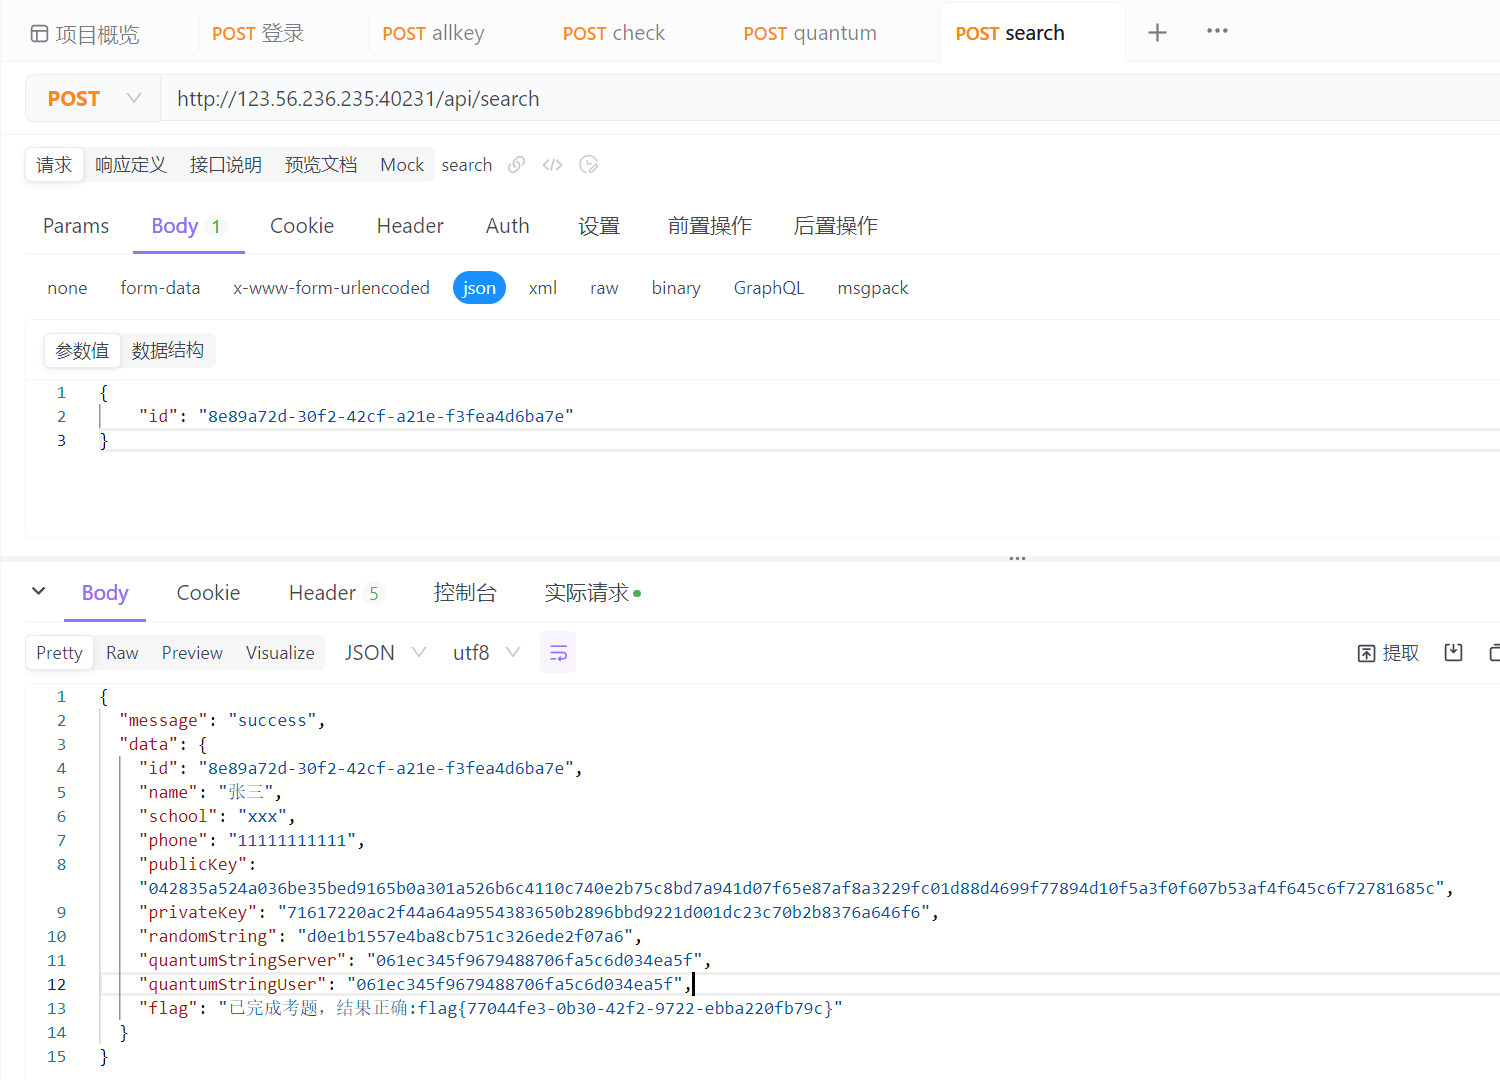 项目概览 POST 登录 POST allkey POST check POST quantum POST search
POST http://123.56.236.235:40231/api/search
请求 响应定义 接口说明 预览文档 Mock search
Params Body 1 Cookie Header Auth 设置 前置操作 后置操作
none form-data x-www-form-urlencoded json xml raw binary GraphQL msgpack
参数值 数据结构
1 {
2 "id": "8e89a72d-30f2-42cf-a21e-f3fea4d6ba7e"
3 }
Body Cookie Header 5 控制台 实际请求
Pretty Raw Preview Visualize JSON utf8 提取
1 {
2 "message": "success",
3 "data": {
4 "id": "8e89a72d-30f2-42cf-a21e-f3fea4d6ba7e",
5 "name": "张三",
6 "school": "xxx",
7 "phone": "11111111111",
8 "publicKey":
"042835a524a036be35bed9165b0a301a526b6c4110c740e2b75c8bd7a941d07f65e87af8a3229fc01d88d4699f77894d10f5a3f0f607b53af4f645c6f72781685c",
9 "privateKey": "71617220ac2f44a64a9554383650b2896bbd9221d001dc23c70b2b8376a646f6",
10 "randomString": "d0e1b1557e4ba8cb751c326ede2f07a6",
11 "quantumStringServer": "061ec345f9679488706fa5c6d034ea5f",
12 "quantumStringUser": "061ec345f9679488706fa5c6d034ea5f",
13 "flag": "已完成考题，结果正确:flag{77044fe3-0b30-42f2-9722-ebba220fb79c}"
14 }
15 }